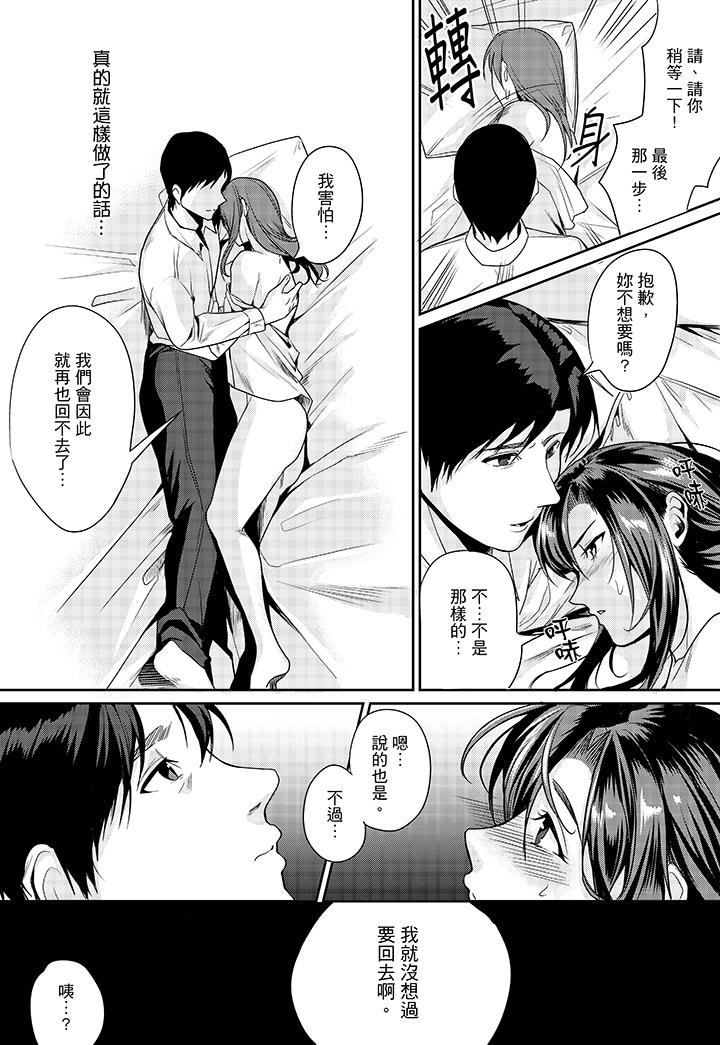 請、請你
稍等一下！
最後
那一步…
轉
身
抱歉，
妳不想要嗎？
呼哧
不…不是
那樣的…
呼哧
我害怕…
真的就這樣做了的話…
我們會因此
就再也回不去了…
嗯…
說的也是。
不過…
我就沒想過
要回去啊。
咦…？